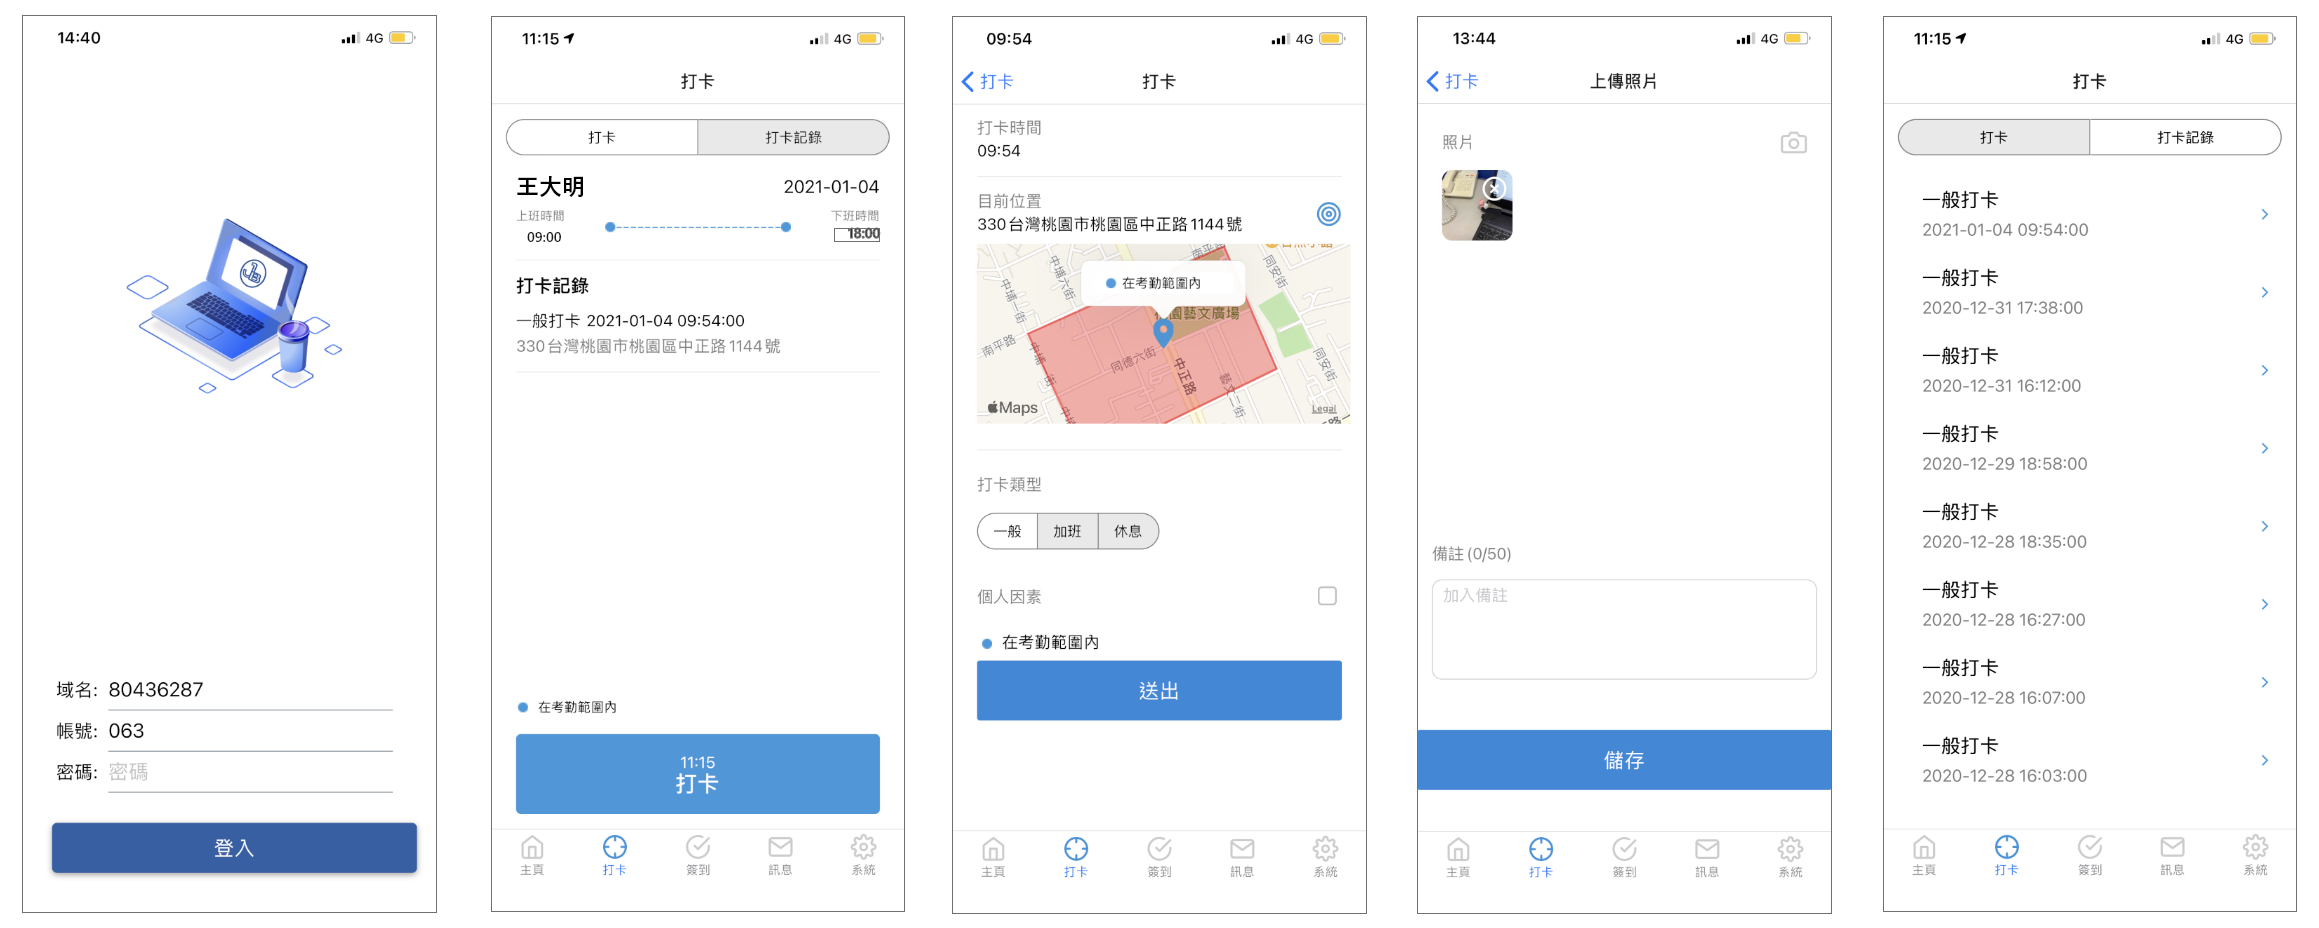 14:40
4G
域名: 80436287
帳號: 063
密碼: 密碼
登入
11:15
4G
打卡
打卡
打卡記錄
王大明
2021-01-04
上班時間
下班時間
09:00
18:00
打卡記錄
一般打卡 2021-01-04 09:54:00
330台灣桃園市桃園區中正路1144號
在考勤範圍內
11:15
打卡
主頁
打卡
簽到
訊息
系統
09:54
4G
打卡
打卡
打卡時間
09:54
目前位置
330台灣桃園市桃園區中正路1144號
在考勤範圍內
中埔六街
中埔一街
南平路
同安街
園藝文廣場
南平路
同德六街
中正路
藝文二街
同安街
Maps
Legal
打卡類型
一般
加班
休息
個人因素
在考勤範圍內
送出
主頁
打卡
簽到
訊息
系統
13:44
4G
打卡
上傳照片
照片
備註(0/50)
加入備註
儲存
主頁
打卡
簽到
訊息
系統
11:15
4G
打卡
打卡
打卡記錄
一般打卡
2021-01-04 09:54:00
一般打卡
2020-12-31 17:38:00
一般打卡
2020-12-31 16:12:00
一般打卡
2020-12-29 18:58:00
一般打卡
2020-12-28 18:35:00
一般打卡
2020-12-28 16:27:00
一般打卡
2020-12-28 16:07:00
一般打卡
2020-12-28 16:03:00
主頁
打卡
簽到
訊息
系統